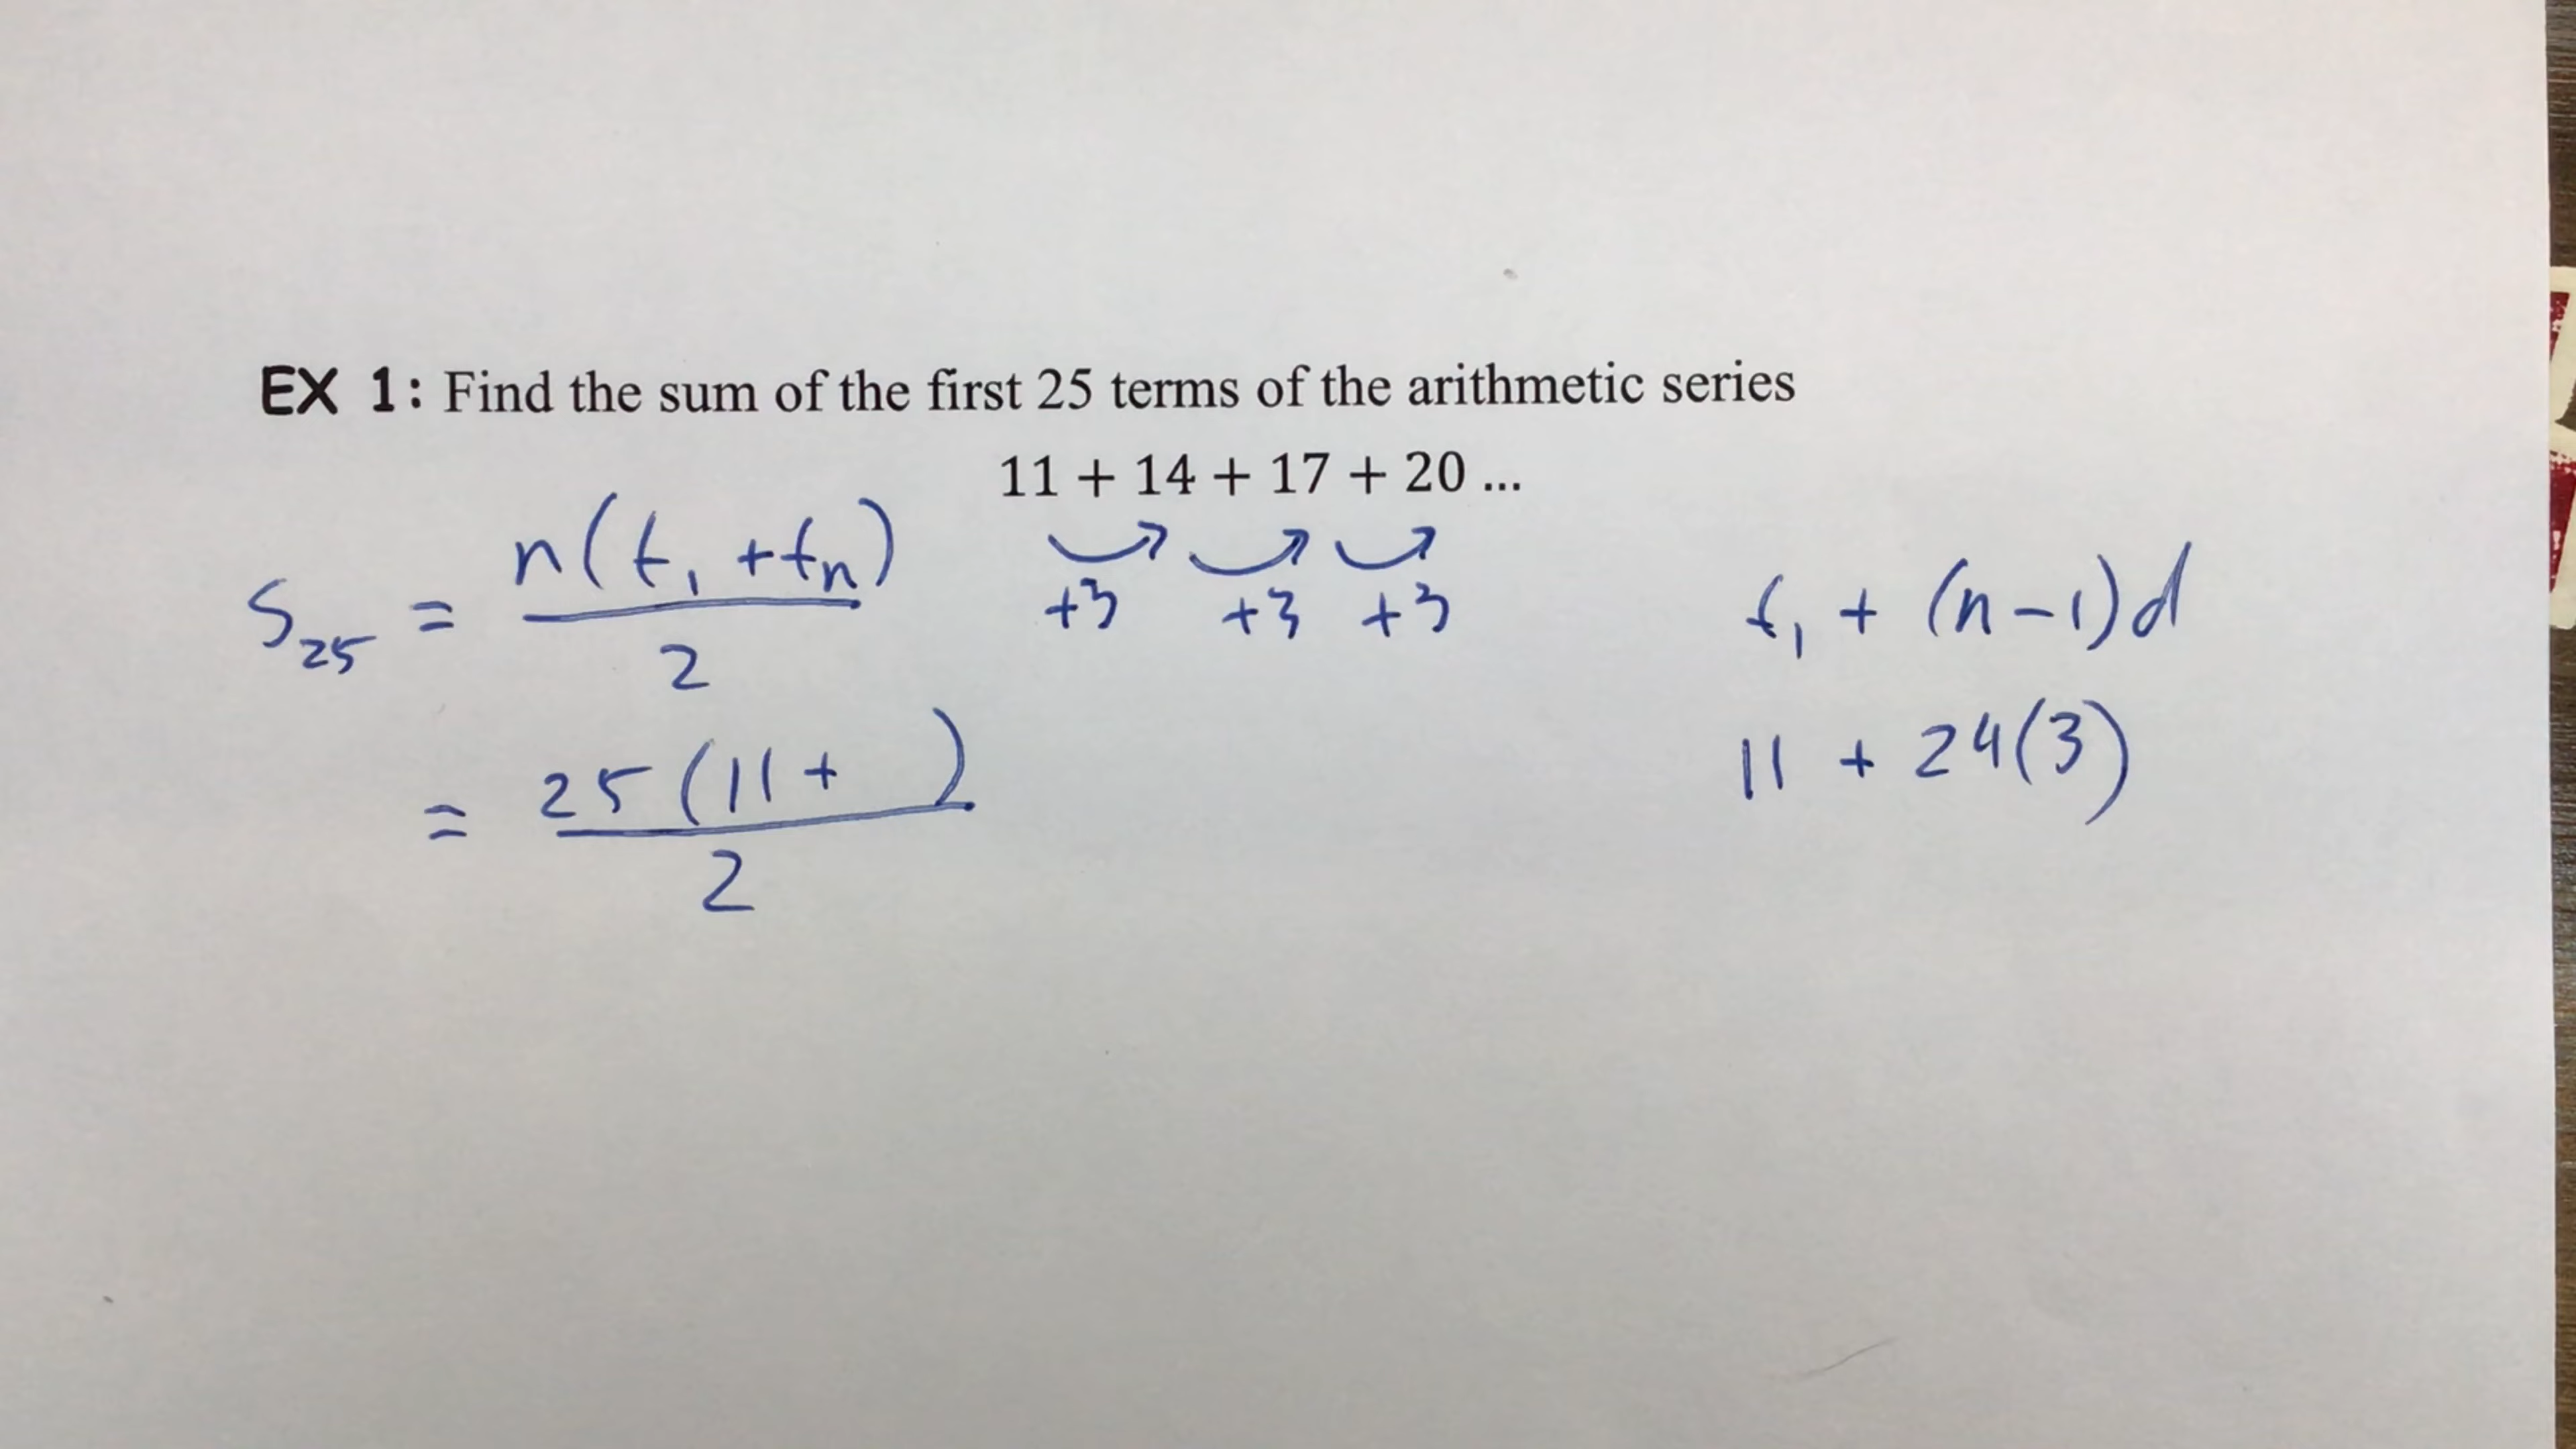 EX 1: Find the sum of the first 25 terms of the arithmetic series
11 + 14 + 17 + 20 ...
+3 +3 +3
S₂₅ = n(t₁ + tₙ)
2
= 25(11 +   )
2
t₁ + (n-1)d
11 + 24(3)